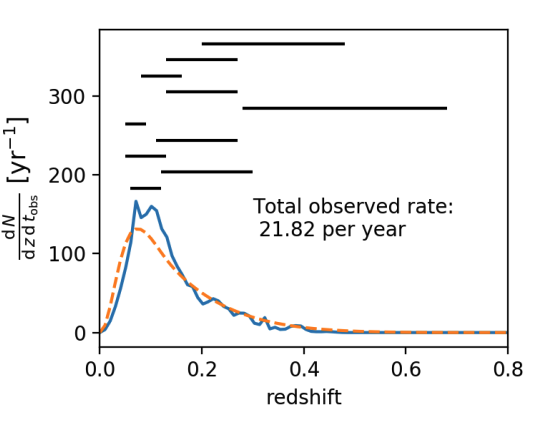 dN
dz dt_obs [yr⁻¹]
300
200
100
0
Total observed rate:
21.82 per year
0.0 0.2 0.4 0.6 0.8
redshift